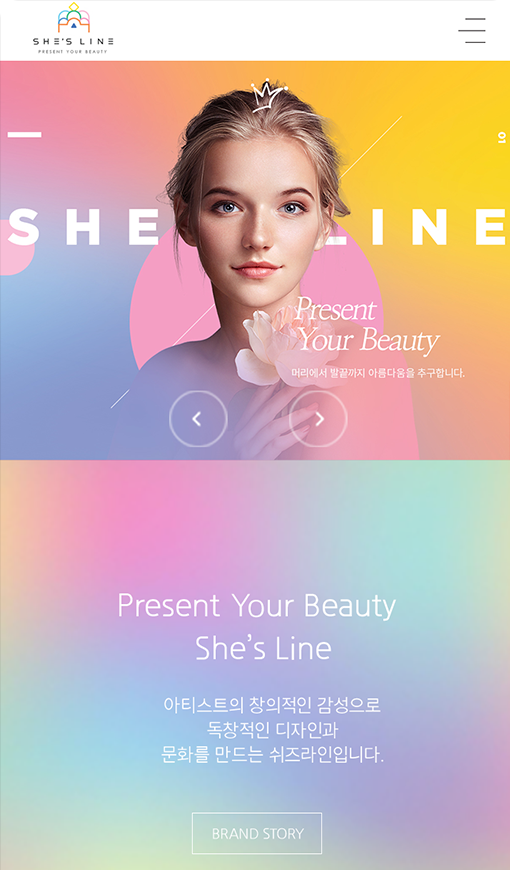 SHE'S LINE
PRESENT YOUR BEAUTY
01
SHE LINE
Present
Your Beauty
머리에서 발끝까지 아름다움을 추구합니다.
Present Your Beauty
She's Line
아티스트의 창의적인 감성으로
독창적인 디자인과
문화를 만드는 쉬즈라인입니다.
BRAND STORY